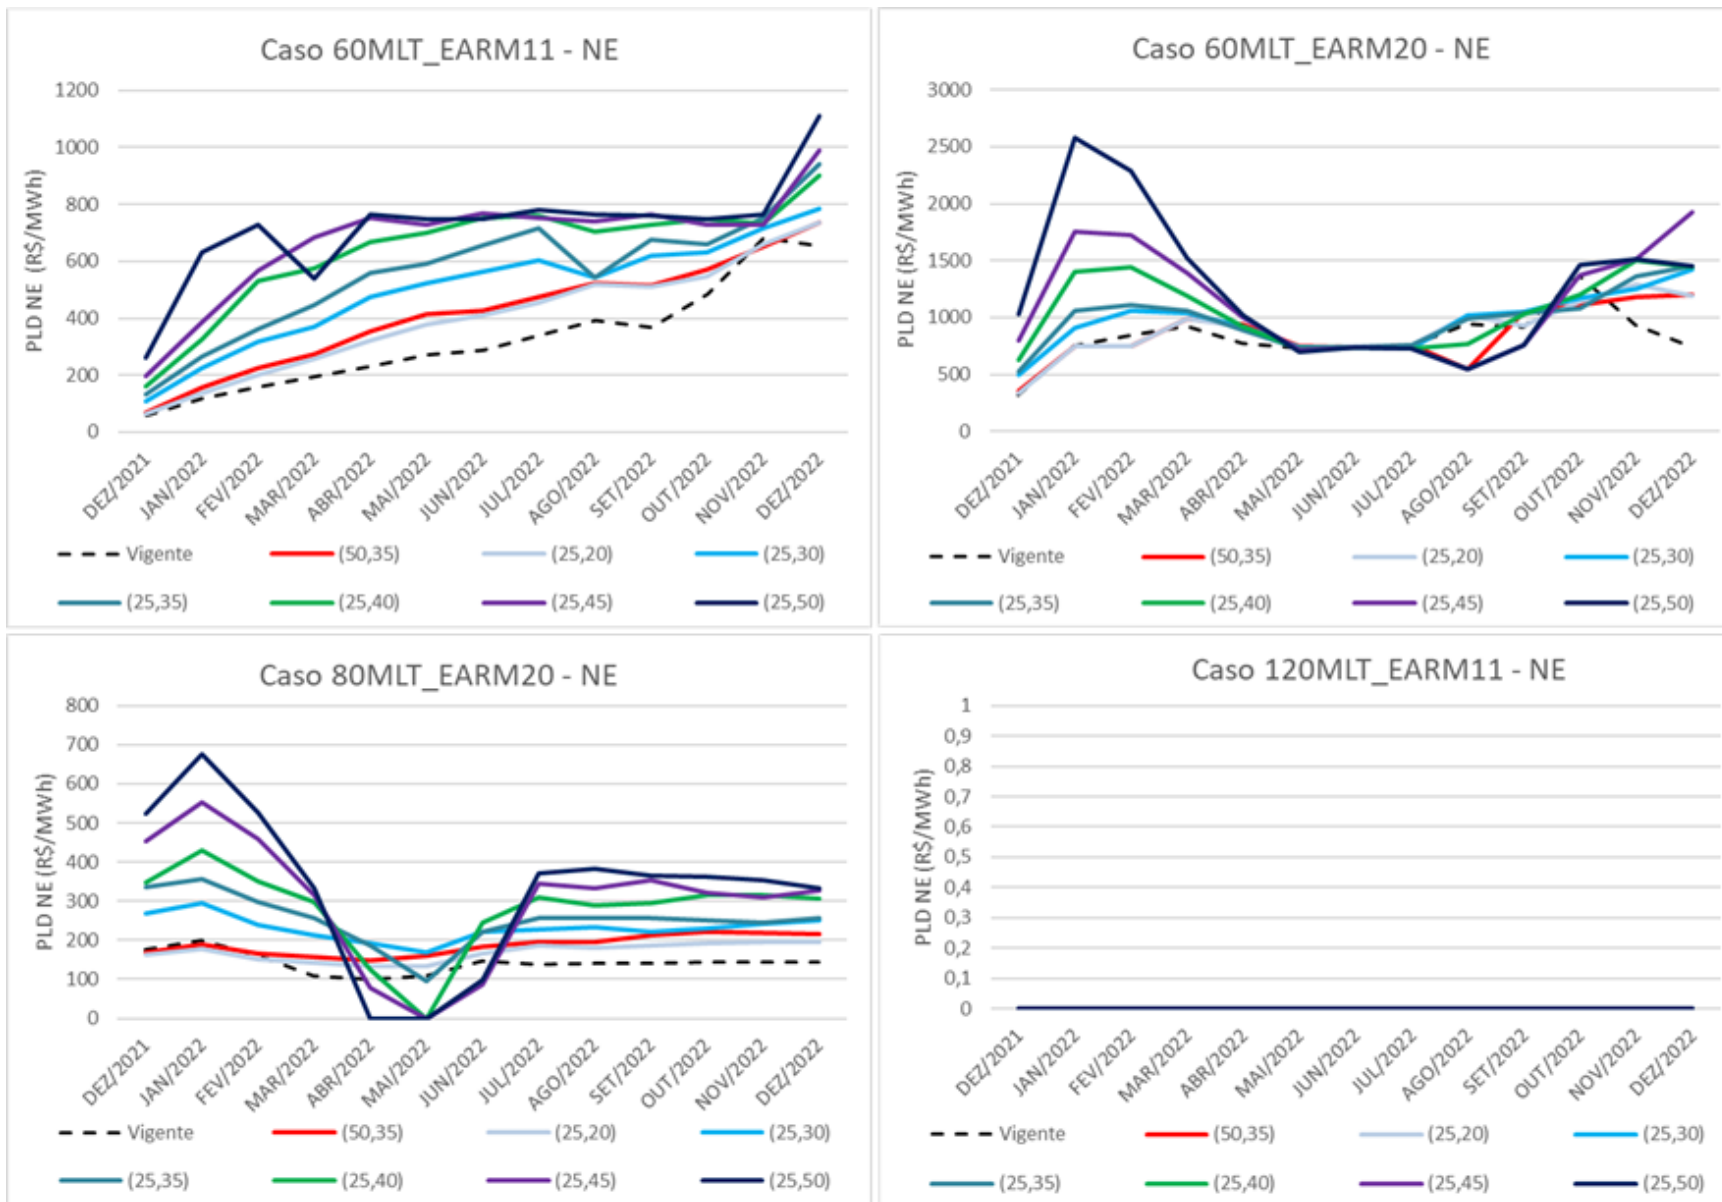 Caso 60MLT_EARM11 - NE
PLD NE (R$/MWh)
1200
1000
800
600
400
200
0
DEZ/2021 JAN/2022 FEV/2022 MAR/2022 ABR/2022 MAI/2022 JUN/2022 JUL/2022 AGO/2022 SET/2022 OUT/2022 NOV/2022 DEZ/2022
Vigente (50,35) (25,20) (25,30)
(25,35) (25,40) (25,45) (25,50)
Caso 60MLT_EARM20 - NE
PLD NE (R$/MWh)
3000
2500
2000
1500
1000
500
0
DEZ/2021 JAN/2022 FEV/2022 MAR/2022 ABR/2022 MAI/2022 JUN/2022 JUL/2022 AGO/2022 SET/2022 OUT/2022 NOV/2022 DEZ/2022
Vigente (50,35) (25,20) (25,30)
(25,35) (25,40) (25,45) (25,50)
Caso 80MLT_EARM20 - NE
PLD NE (R$/MWh)
800
700
600
500
400
300
200
100
0
DEZ/2021 JAN/2022 FEV/2022 MAR/2022 ABR/2022 MAI/2022 JUN/2022 JUL/2022 AGO/2022 SET/2022 OUT/2022 NOV/2022 DEZ/2022
Vigente (50,35) (25,20) (25,30)
(25,35) (25,40) (25,45) (25,50)
Caso 120MLT_EARM11 - NE
PLD NE (R$/MWh)
1
0,9
0,8
0,7
0,6
0,5
0,4
0,3
0,2
0,1
0
DEZ/2021 JAN/2022 FEV/2022 MAR/2022 ABR/2022 MAI/2022 JUN/2022 JUL/2022 AGO/2022 SET/2022 OUT/2022 NOV/2022 DEZ/2022
Vigente (50,35) (25,20) (25,30)
(25,35) (25,40) (25,45) (25,50)